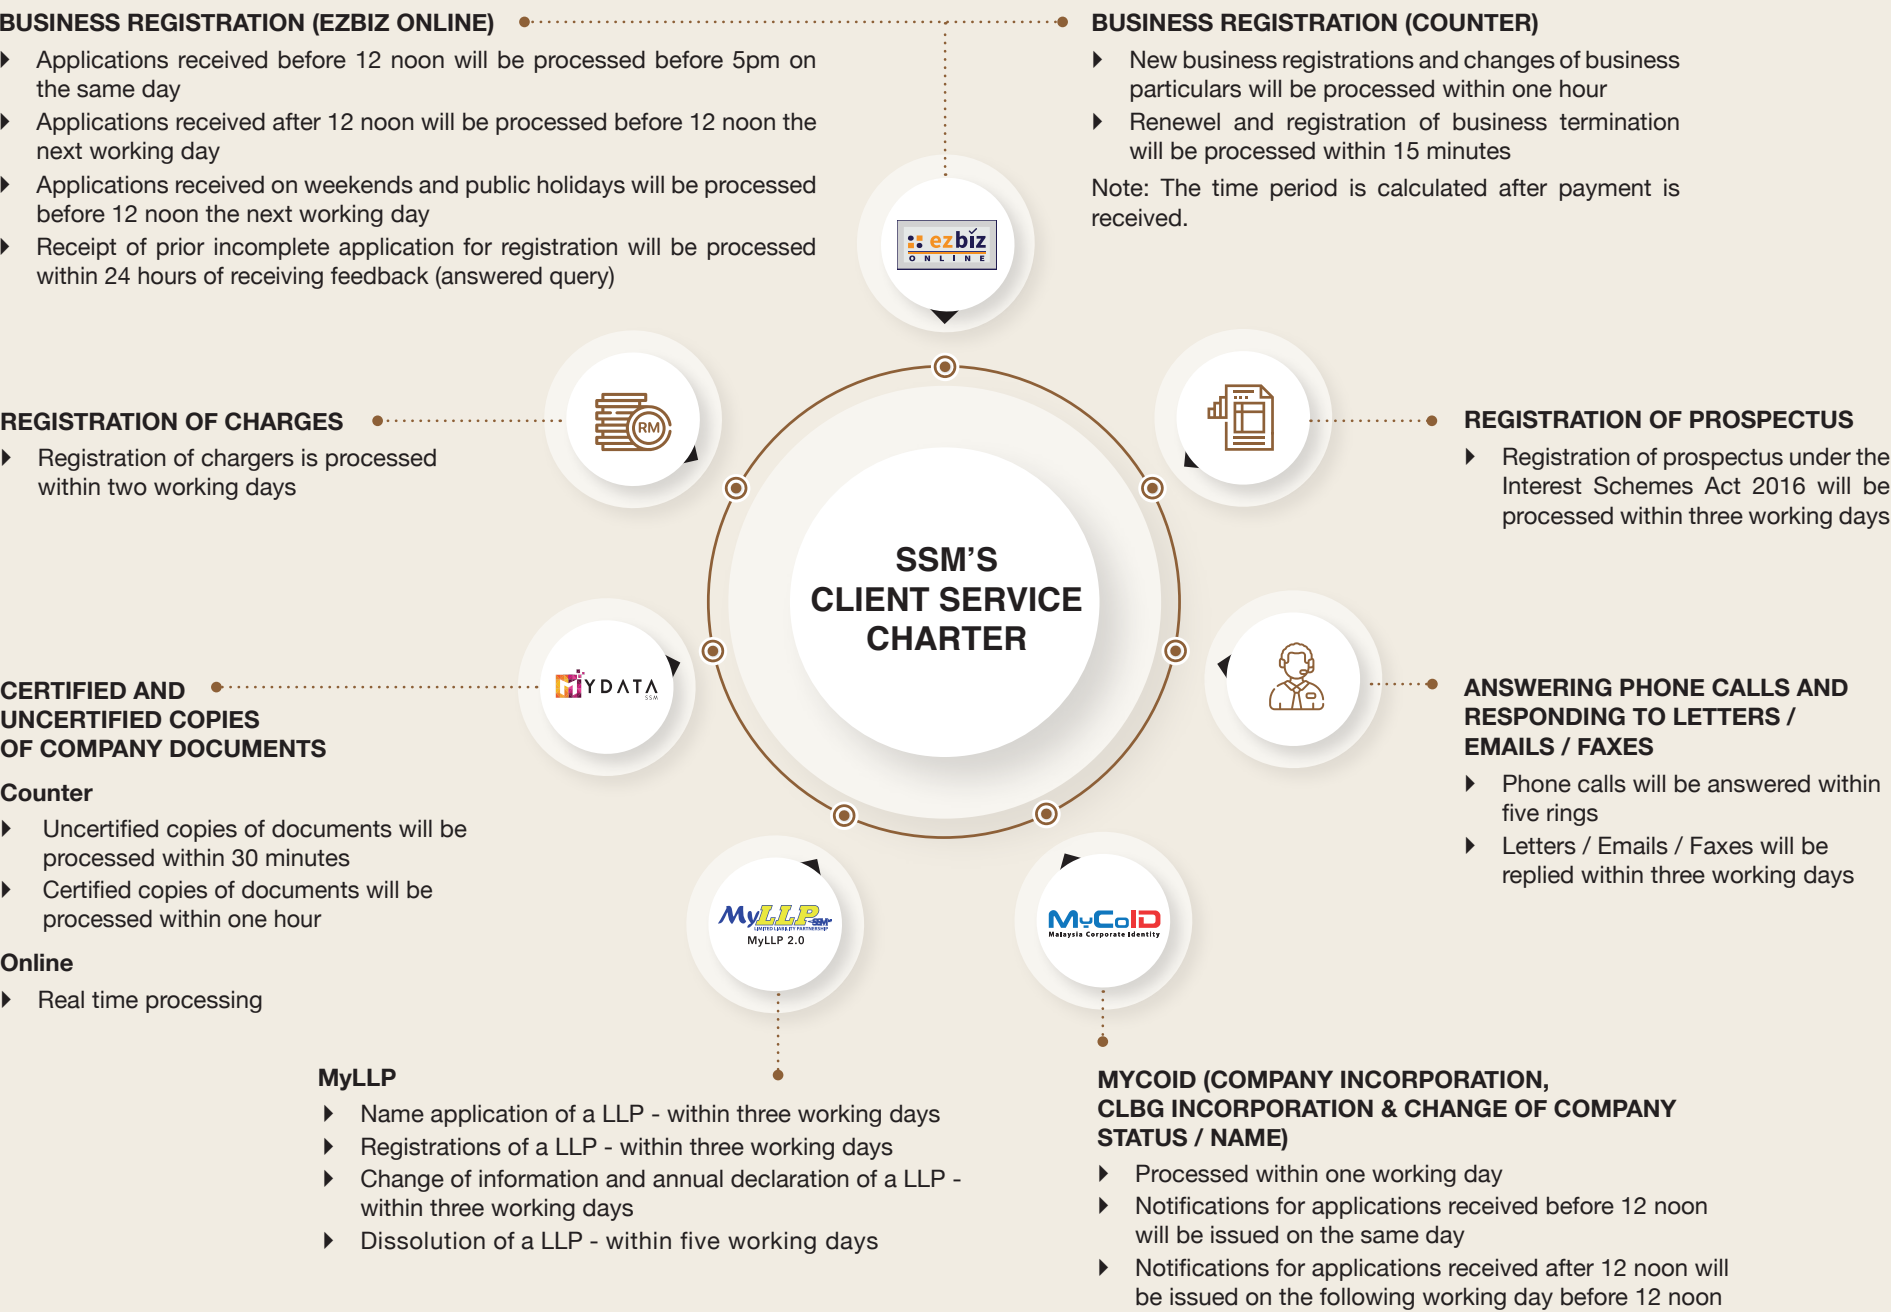 BUSINESS REGISTRATION (EZBIZ ONLINE)
Applications received before 12 noon will be processed before 5pm on
the same day
Applications received after 12 noon will be processed before 12 noon the
next working day
Applications received on weekends and public holidays will be processed
before 12 noon the next working day
Receipt of prior incomplete application for registration will be processed
within 24 hours of receiving feedback (answered query)
BUSINESS REGISTRATION (COUNTER)
New business registrations and changes of business
particulars will be processed within one hour
Renewel and registration of business termination
will be processed within 15 minutes
Note: The time period is calculated after payment is
received.
ezbiz
ONLINE
REGISTRATION OF CHARGES
Registration of chargers is processed
within two working days
RM
REGISTRATION OF PROSPECTUS
Registration of prospectus under the
Interest Schemes Act 2016 will be
processed within three working days
SSM'S
CLIENT SERVICE
CHARTER
CERTIFIED AND
UNCERTIFIED COPIES
OF COMPANY DOCUMENTS
Counter
Uncertified copies of documents will be
processed within 30 minutes
Certified copies of documents will be
processed within one hour
Online
Real time processing
MYDATA
SSM
ANSWERING PHONE CALLS AND
RESPONDING TO LETTERS /
EMAILS / FAXES
Phone calls will be answered within
five rings
Letters / Emails / Faxes will be
replied within three working days
MyLLP SSM
LIMITED LIABILITY PARTNERSHIP
MyLLP 2.0
MyCoID
Malaysia Corporate Identity
MyLLP
Name application of a LLP - within three working days
Registrations of a LLP - within three working days
Change of information and annual declaration of a LLP -
within three working days
Dissolution of a LLP - within five working days
MYCOID (COMPANY INCORPORATION,
CLBG INCORPORATION & CHANGE OF COMPANY
STATUS / NAME)
Processed within one working day
Notifications for applications received before 12 noon
will be issued on the same day
Notifications for applications received after 12 noon will
be issued on the following working day before 12 noon